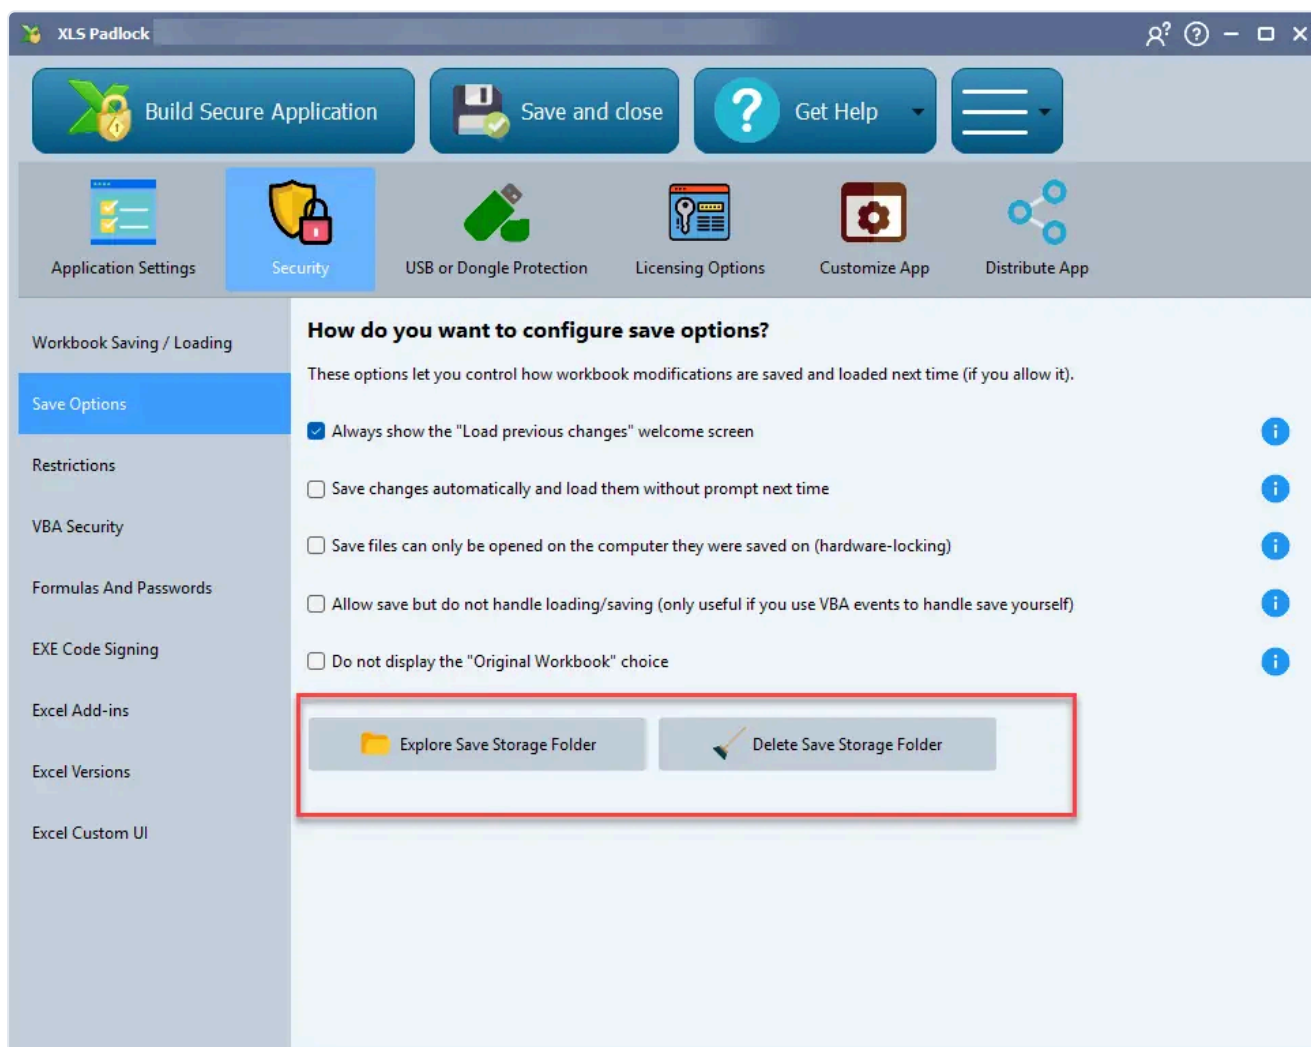 XLS Padlock
Build Secure Application
Save and close
Get Help
Application Settings
Security
USB or Dongle Protection
Licensing Options
Customize App
Distribute App
Workbook Saving / Loading
Save Options
Restrictions
VBA Security
Formulas And Passwords
EXE Code Signing
Excel Add-ins
Excel Versions
Excel Custom UI
How do you want to configure save options?
These options let you control how workbook modifications are saved and loaded next time (if you allow it).
Always show the "Load previous changes" welcome screen
Save changes automatically and load them without prompt next time
Save files can only be opened on the computer they were saved on (hardware-locking)
Allow save but do not handle loading/saving (only useful if you use VBA events to handle save yourself)
Do not display the "Original Workbook" choice
Explore Save Storage Folder
Delete Save Storage Folder